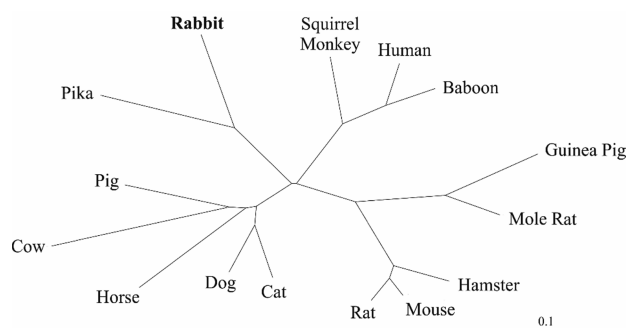 Rabbit
Squirrel
Monkey
Human
Pika
Baboon
Guinea Pig
Pig
Mole Rat
Cow
Dog
Cat
Hamster
Horse
Rat
Mouse
0.1